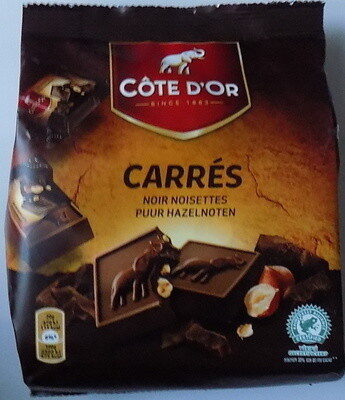 CÔTE D'OR
SINCE 1883
CARRÉS
NOIR NOISETTES
PUUR HAZELNOTEN